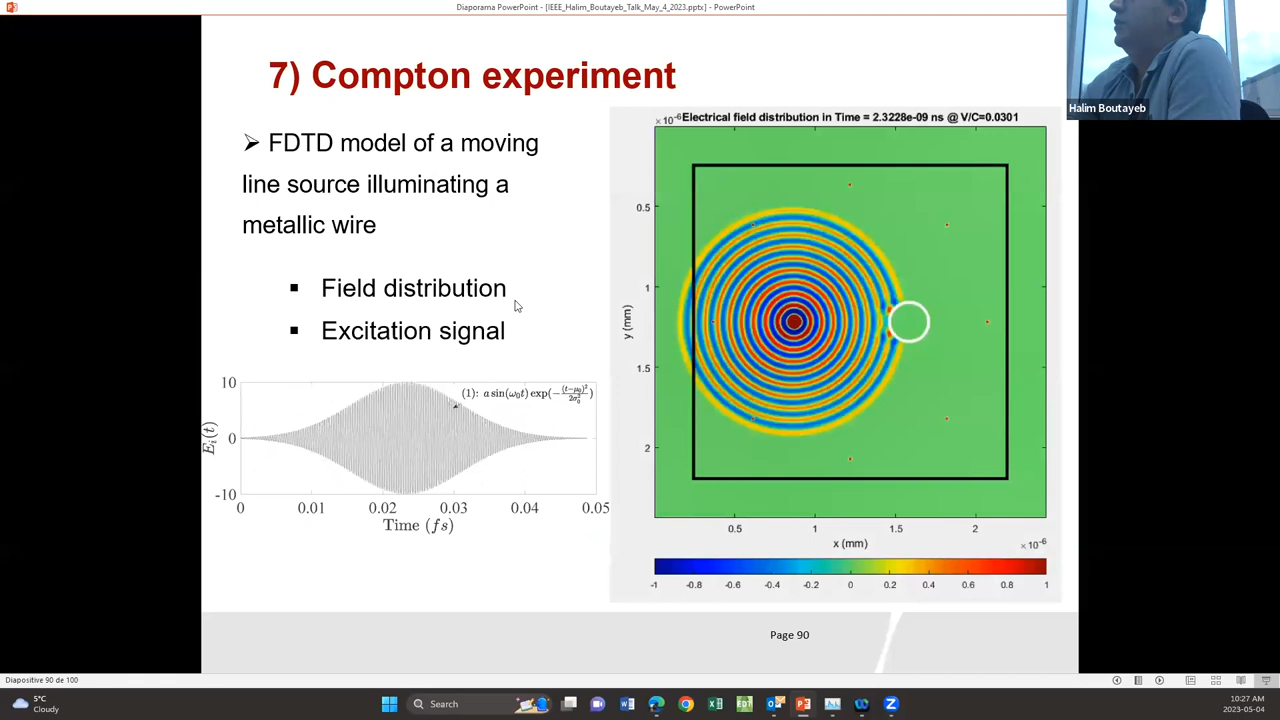 Diaporama PowerPoint - [IEEE_Halim_Boutayeb_Talk_May_4_2023.pptx] - PowerPoint
Halim Boutayeb
7) Compton experiment
➢ FDTD model of a moving
line source illuminating a
metallic wire
▪ Field distribution
▪ Excitation signal
10
0
-10
E_i(t)
(1): a sin(ω₀t) exp(−(t−μ₀)²/2σ₀²)
0 0.01 0.02 0.03 0.04 0.05
Time (fs)
×10⁻⁶ Electrical field distribution in Time = 2.3228e-09 ns @ V/C=0.0301
0.5
1
1.5
2
y (mm)
0.5 1 1.5 2
x (mm) ×10⁻⁶
-1 -0.8 -0.6 -0.4 -0.2 0 0.2 0.4 0.6 0.8 1
Page 90
Diapositive 90 de 100
5°C
Cloudy
Search
EDT
10:27 AM
2023-05-04